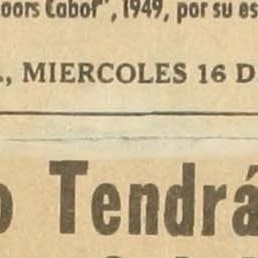 oors Cabot", 1949, por su es
., MIERCOLES 16 D
o Tendrá